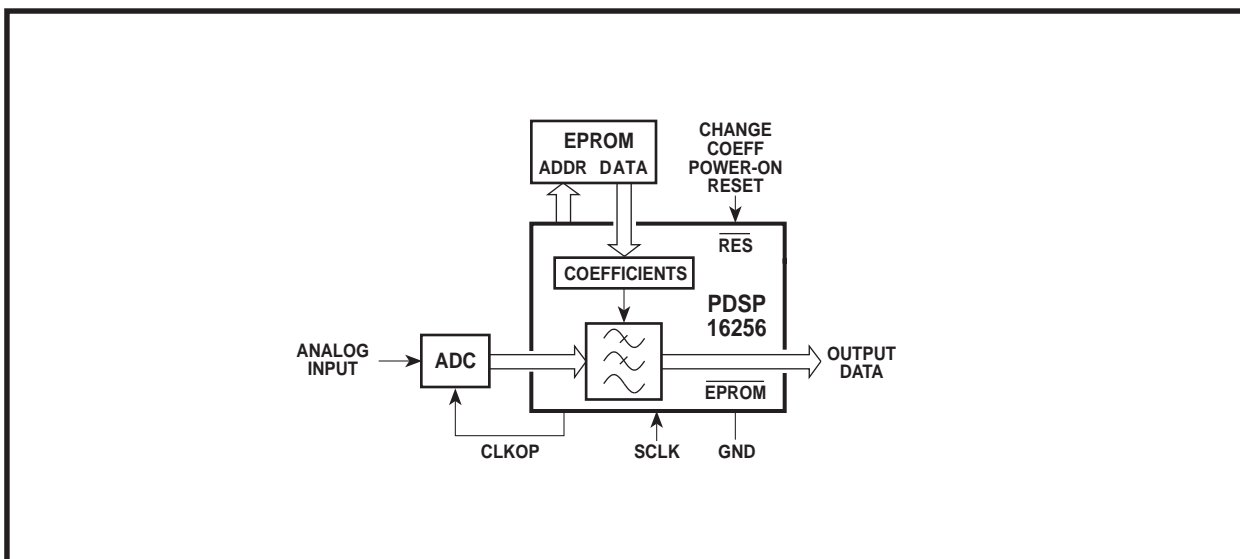 EPROM
ADDR DATA
CHANGE
COEFF
POWER-ON
RESET
RES
COEFFICIENTS
PDSP
16256
ANALOG
INPUT
ADC
OUTPUT
DATA
EPROM
CLKOP
SCLK
GND